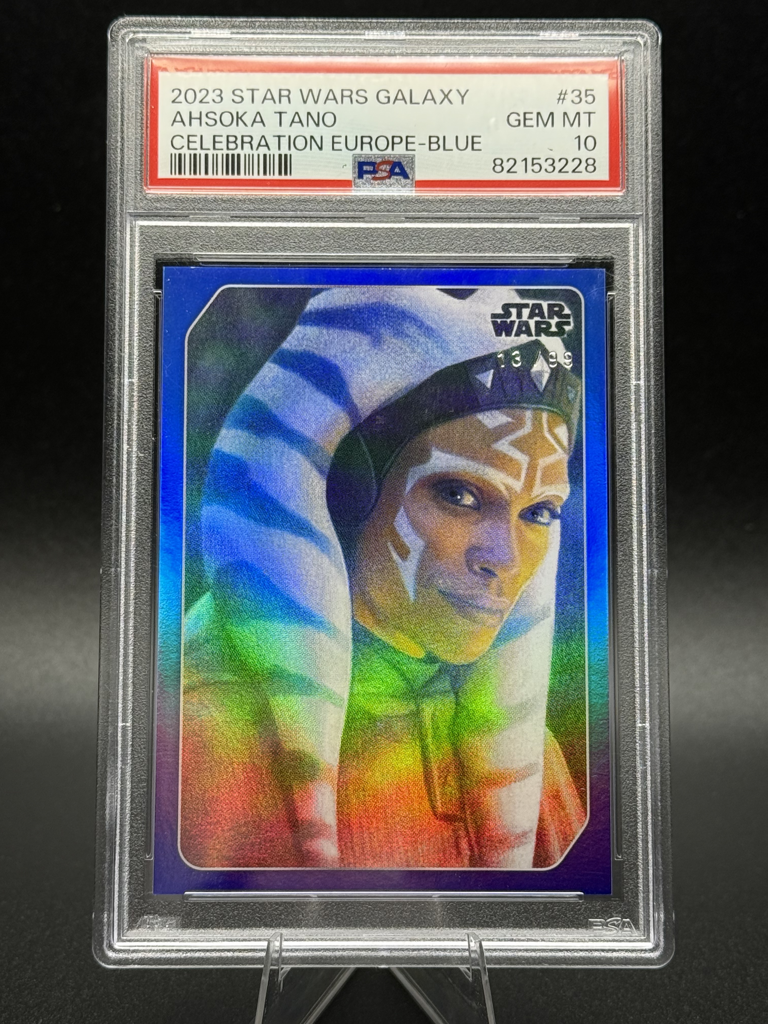 2023 STAR WARS GALAXY #35
AHSOKA TANO GEM MT
CELEBRATION EUROPE-BLUE 10
PSA 82153228
STAR
WARS
13/99
PSA